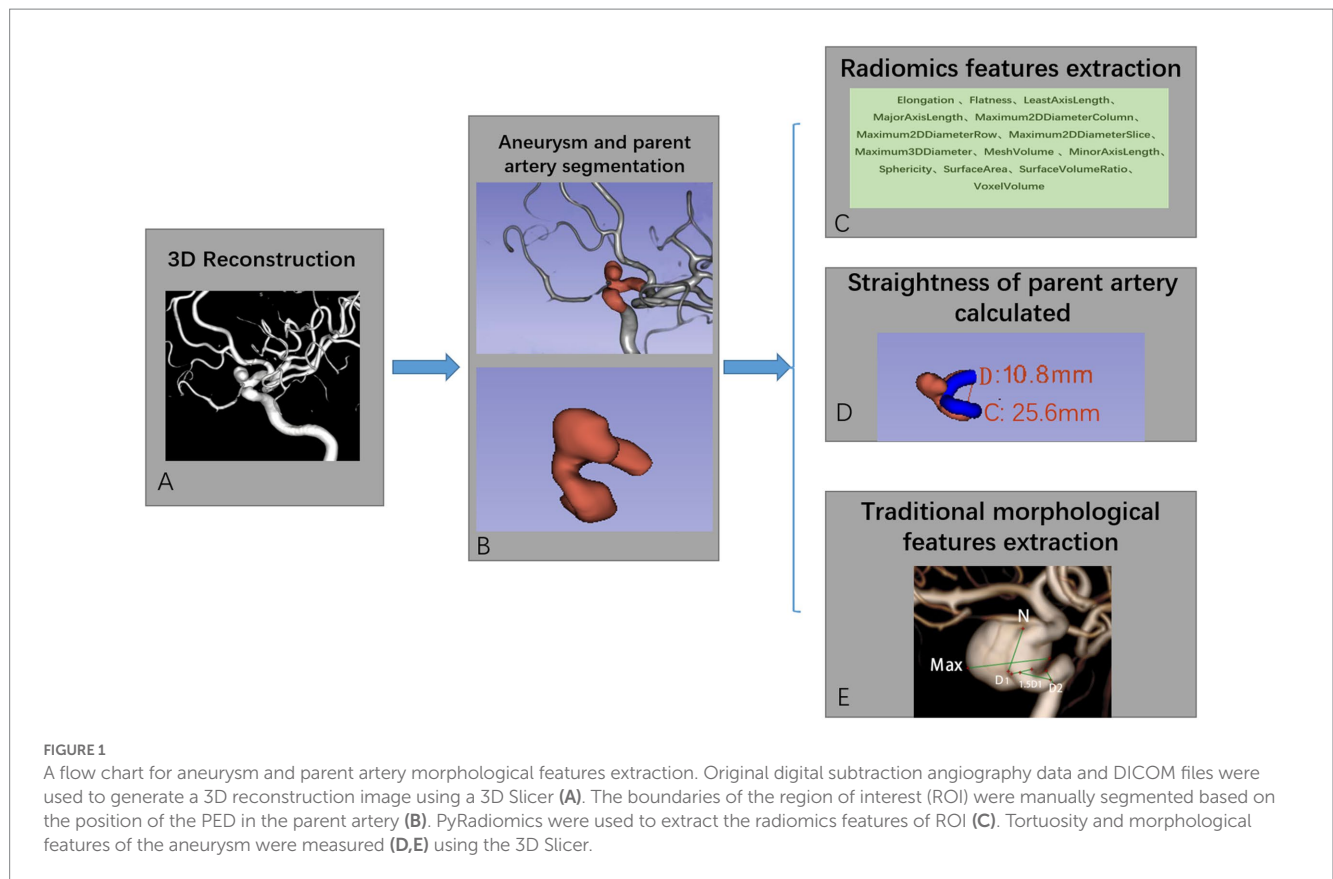 3D Reconstruction
A
Aneurysm and parent
artery segmentation
B
Radiomics features extraction
Elongation 、Flatness、LeastAxisLength、
MajorAxisLength、Maximum2DDiameterColumn、
Maximum2DDiameterRow、Maximum2DDiameterSlice、
Maximum3DDiameter、MeshVolume 、MinorAxisLength、
Sphericity、SurfaceArea、SurfaceVolumeRatio、
VoxelVolume
C
Straightness of parent artery
calculated
D:10.8mm
C: 25.6mm
D
Traditional morphological
features extraction
N
Max
D1
1.5D1
D2
E
FIGURE 1
A flow chart for aneurysm and parent artery morphological features extraction. Original digital subtraction angiography data and DICOM files were
used to generate a 3D reconstruction image using a 3D Slicer (A). The boundaries of the region of interest (ROI) were manually segmented based on
the position of the PED in the parent artery (B). PyRadiomics were used to extract the radiomics features of ROI (C). Tortuosity and morphological
features of the aneurysm were measured (D,E) using the 3D Slicer.